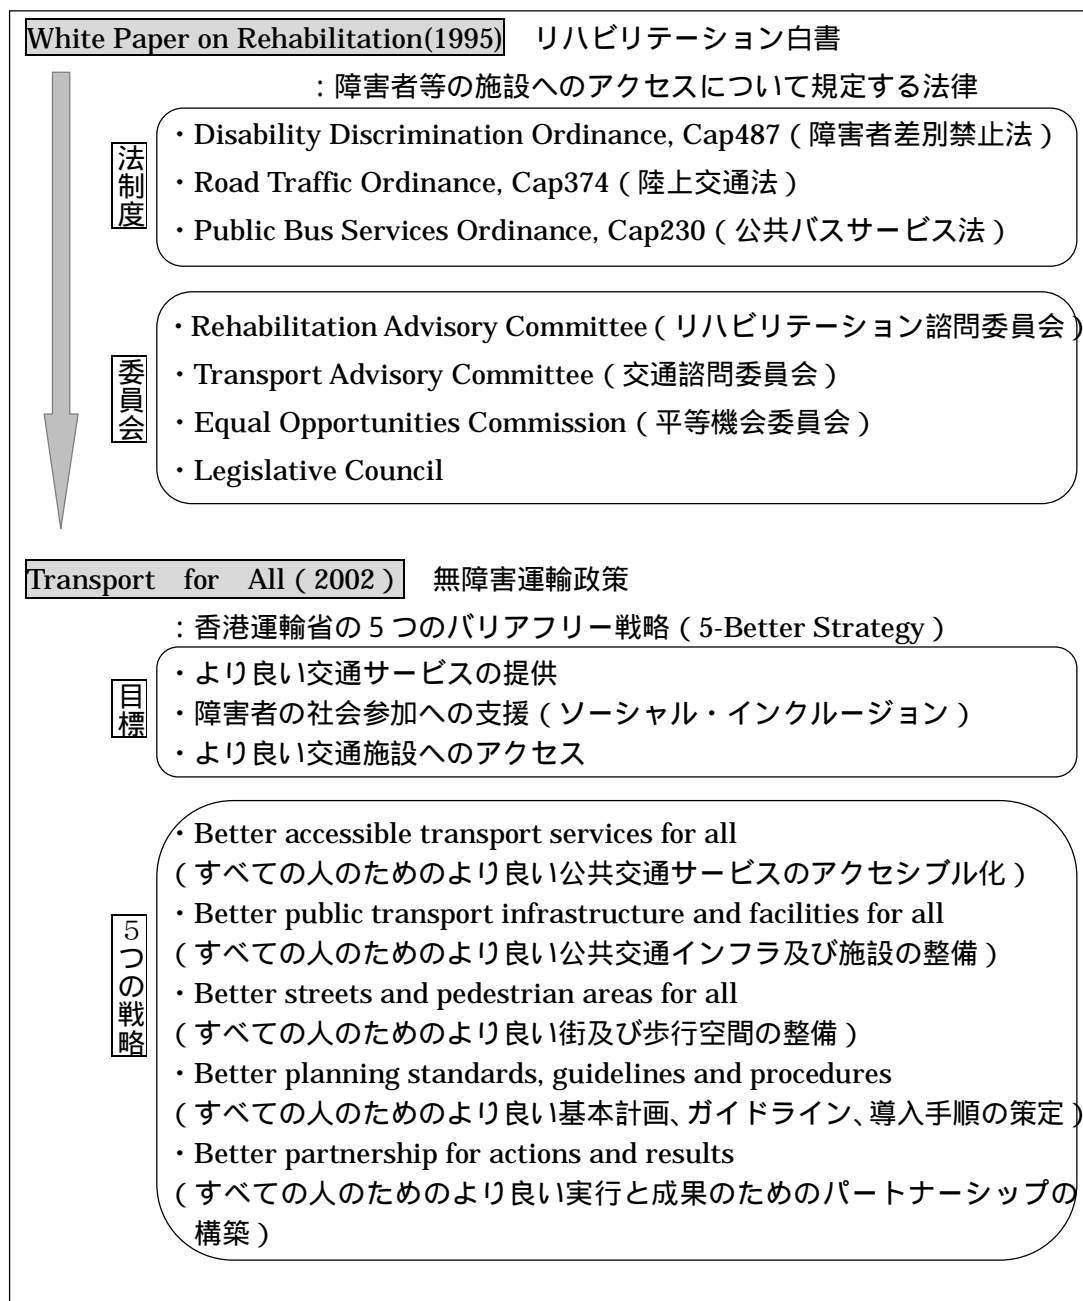 White Paper on Rehabilitation(1995) リハビリテーション白書
：障害者等の施設へのアクセスについて規定する法律
法制度
・Disability Discrimination Ordinance, Cap487（障害者差別禁止法）
・Road Traffic Ordinance, Cap374（陸上交通法）
・Public Bus Services Ordinance, Cap230（公共バスサービス法）
委員会
・Rehabilitation Advisory Committee（リハビリテーション諮問委員会）
・Transport Advisory Committee（交通諮問委員会）
・Equal Opportunities Commission（平等機会委員会）
・Legislative Council
Transport for All（2002） 無障害運輸政策
：香港運輸省の５つのバリアフリー戦略（5-Better Strategy）
目標
・より良い交通サービスの提供
・障害者の社会参加への支援（ソーシャル・インクルージョン）
・より良い交通施設へのアクセス
５つの戦略
・Better accessible transport services for all
（すべての人のためのより良い公共交通サービスのアクセシブル化）
・Better public transport infrastructure and facilities for all
（すべての人のためのより良い公共交通インフラ及び施設の整備）
・Better streets and pedestrian areas for all
（すべての人のためのより良い街及び歩行空間の整備）
・Better planning standards, guidelines and procedures
（すべての人のためのより良い基本計画、ガイドライン、導入手順の策定）
・Better partnership for actions and results
（すべての人のためのより良い実行と成果のためのパートナーシップの
構築）